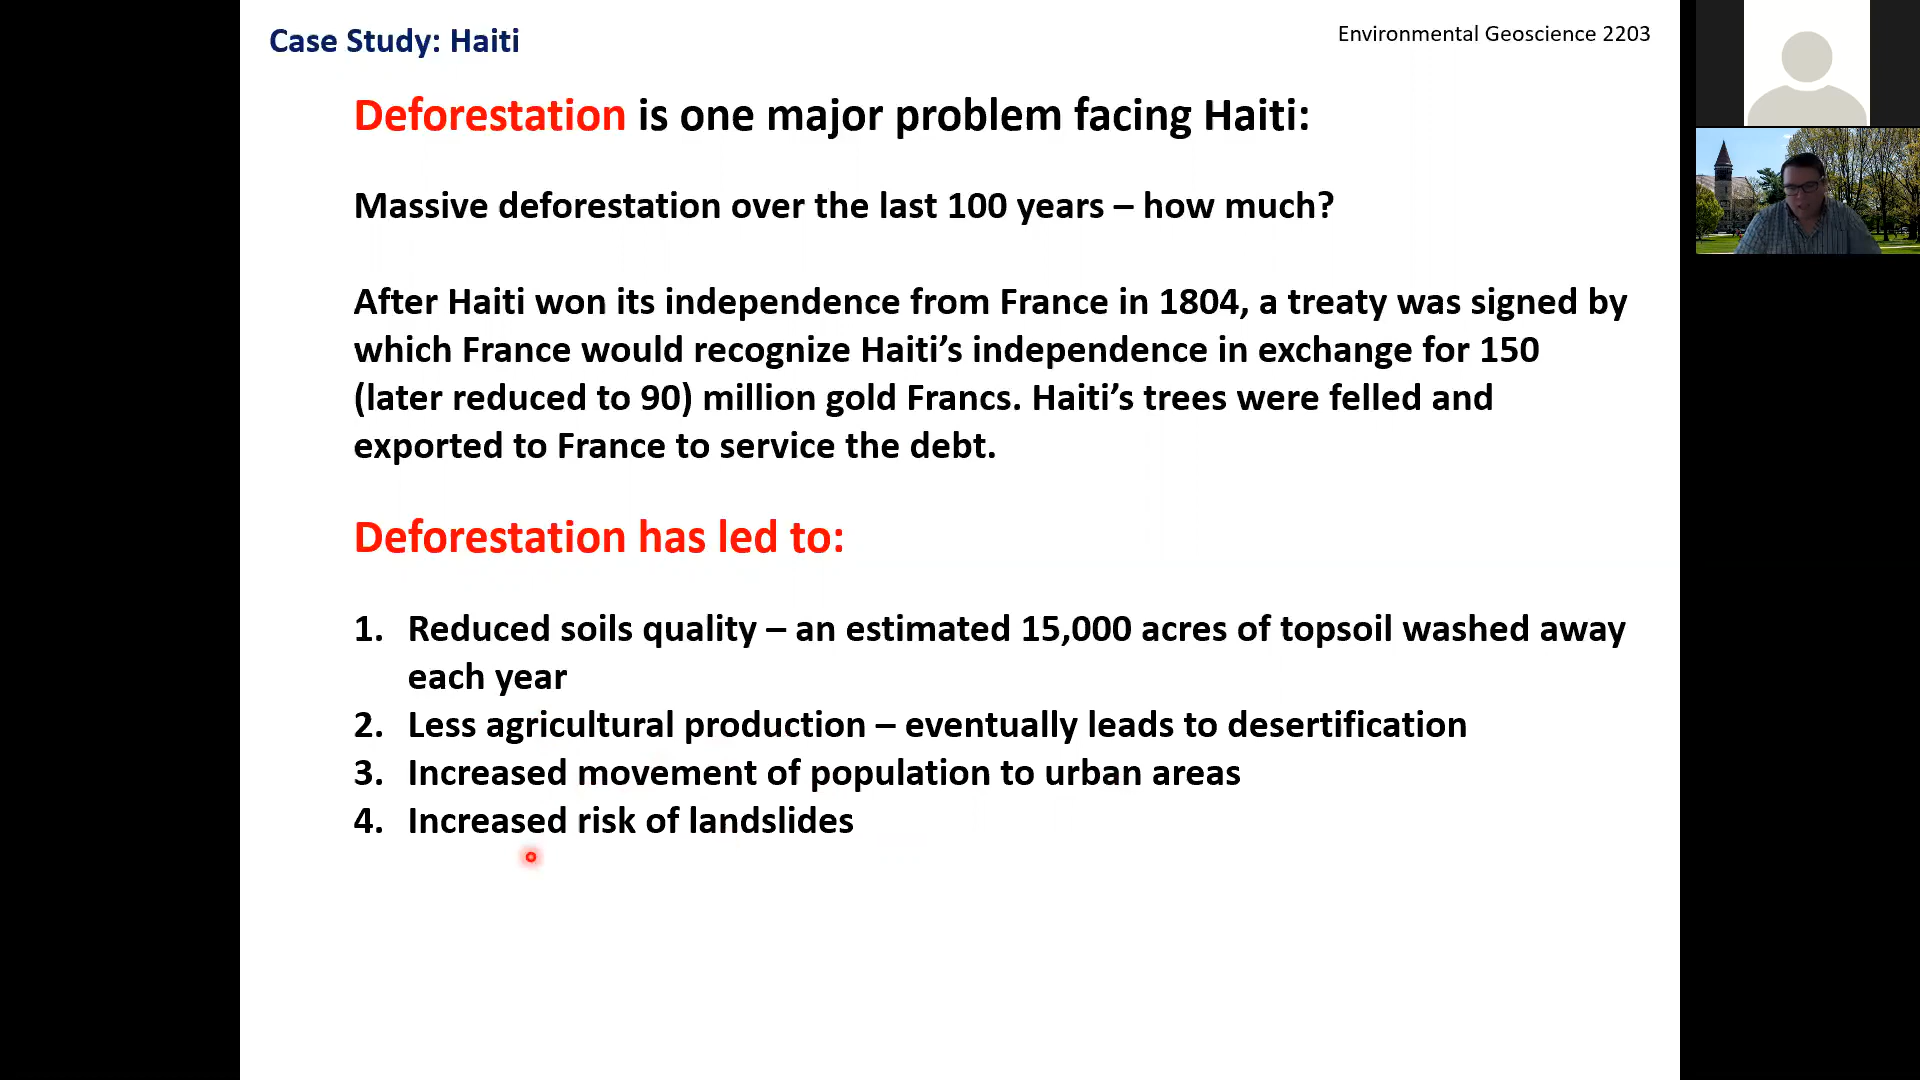 Case Study: Haiti
Environmental Geoscience 2203
Deforestation is one major problem facing Haiti:
Massive deforestation over the last 100 years – how much?
After Haiti won its independence from France in 1804, a treaty was signed by
which France would recognize Haiti’s independence in exchange for 150
(later reduced to 90) million gold Francs. Haiti’s trees were felled and
exported to France to service the debt.
Deforestation has led to:
1. Reduced soils quality – an estimated 15,000 acres of topsoil washed away
each year
2. Less agricultural production – eventually leads to desertification
3. Increased movement of population to urban areas
4. Increased risk of landslides